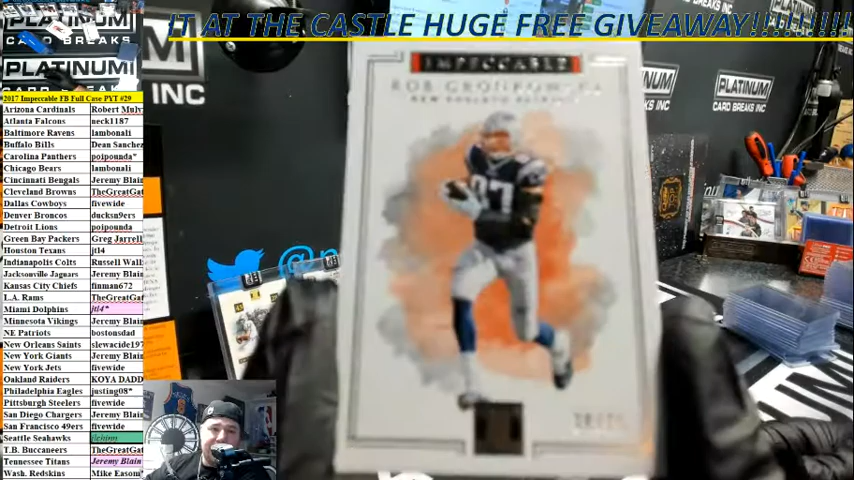 IT AT THE CASTLE HUGE FREE GIVEAWAY!!!!!!!!!!
PLATINUM
CARD BREAKS
PLATINUM
CARD BREAKS
2017 Impeccable FB Full Case PYT #29
Arizona Cardinals Robert Muly
Atlanta Falcons neck1187
Baltimore Ravens lambonali
Buffalo Bills Dean Sanchez
Carolina Panthers poipounda*
Chicago Bears lambonali
Cincinnati Bengals Jeremy Blain
Cleveland Browns TheGreatGat
Dallas Cowboys fivewide
Denver Broncos ducksn9ers
Detroit Lions poipounda
Green Bay Packers Greg Jarrell
Houston Texans jtl4
Indianapolis Colts Russell Wall
Jacksonville Jaguars Jeremy Blain
Kansas City Chiefs finman672
L.A. Rams TheGreatGat
Miami Dolphins jtl4*
Minnesota Vikings Jeremy Blain
NE Patriots bostonsdad
New Orleans Saints slewacide197
New York Giants Jeremy Blain
New York Jets fivewide
Oakland Raiders KOYA DADD
Philadelphia Eagles justing08*
Pittsburgh Steelers fivewide
San Diego Chargers Jeremy Blain
San Francisco 49ers fivewide
Seattle Seahawks
T.B. Buccaneers TheGreatGat
Tennessee Titans Jeremy Blain
Wash. Redskins Mike Easom*
IMPECCABLE
ROB GRONKOWSKI
NEW ENGLAND PATRIOTS
87
PLATINUM
CARD BREAKS
INC
@
PLATINUM
CARD BREAKS
INC